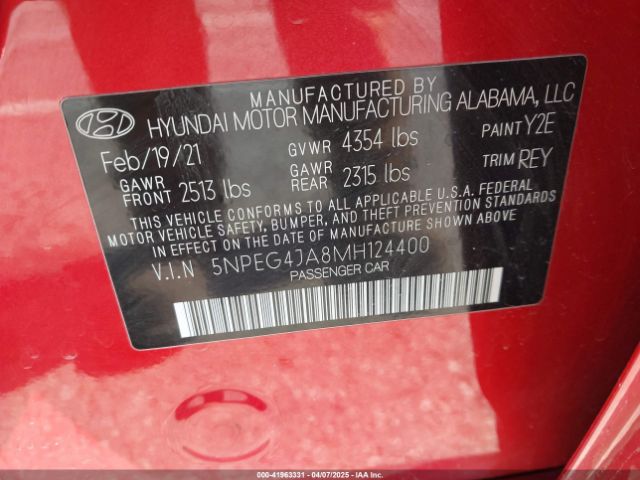 MANUFACTURED BY
HYUNDAI MOTOR MANUFACTURING ALABAMA, LLC
Feb/19/21 GVWR 4354 lbs PAINT Y2E
GAWR FRONT 2513 lbs GAWR REAR 2315 lbs TRIM REY
THIS VEHICLE CONFORMS TO ALL APPLICABLE U.S.A. FEDERAL
MOTOR VEHICLE SAFETY, BUMPER, AND THEFT PREVENTION STANDARDS
IN EFFECT ON THE DATE OF MANUFACTURE SHOWN ABOVE
V.I.N 5NPEG4JA8MH124400
PASSENGER CAR
000-41963331 - 04/07/2025 - IAAI.COM